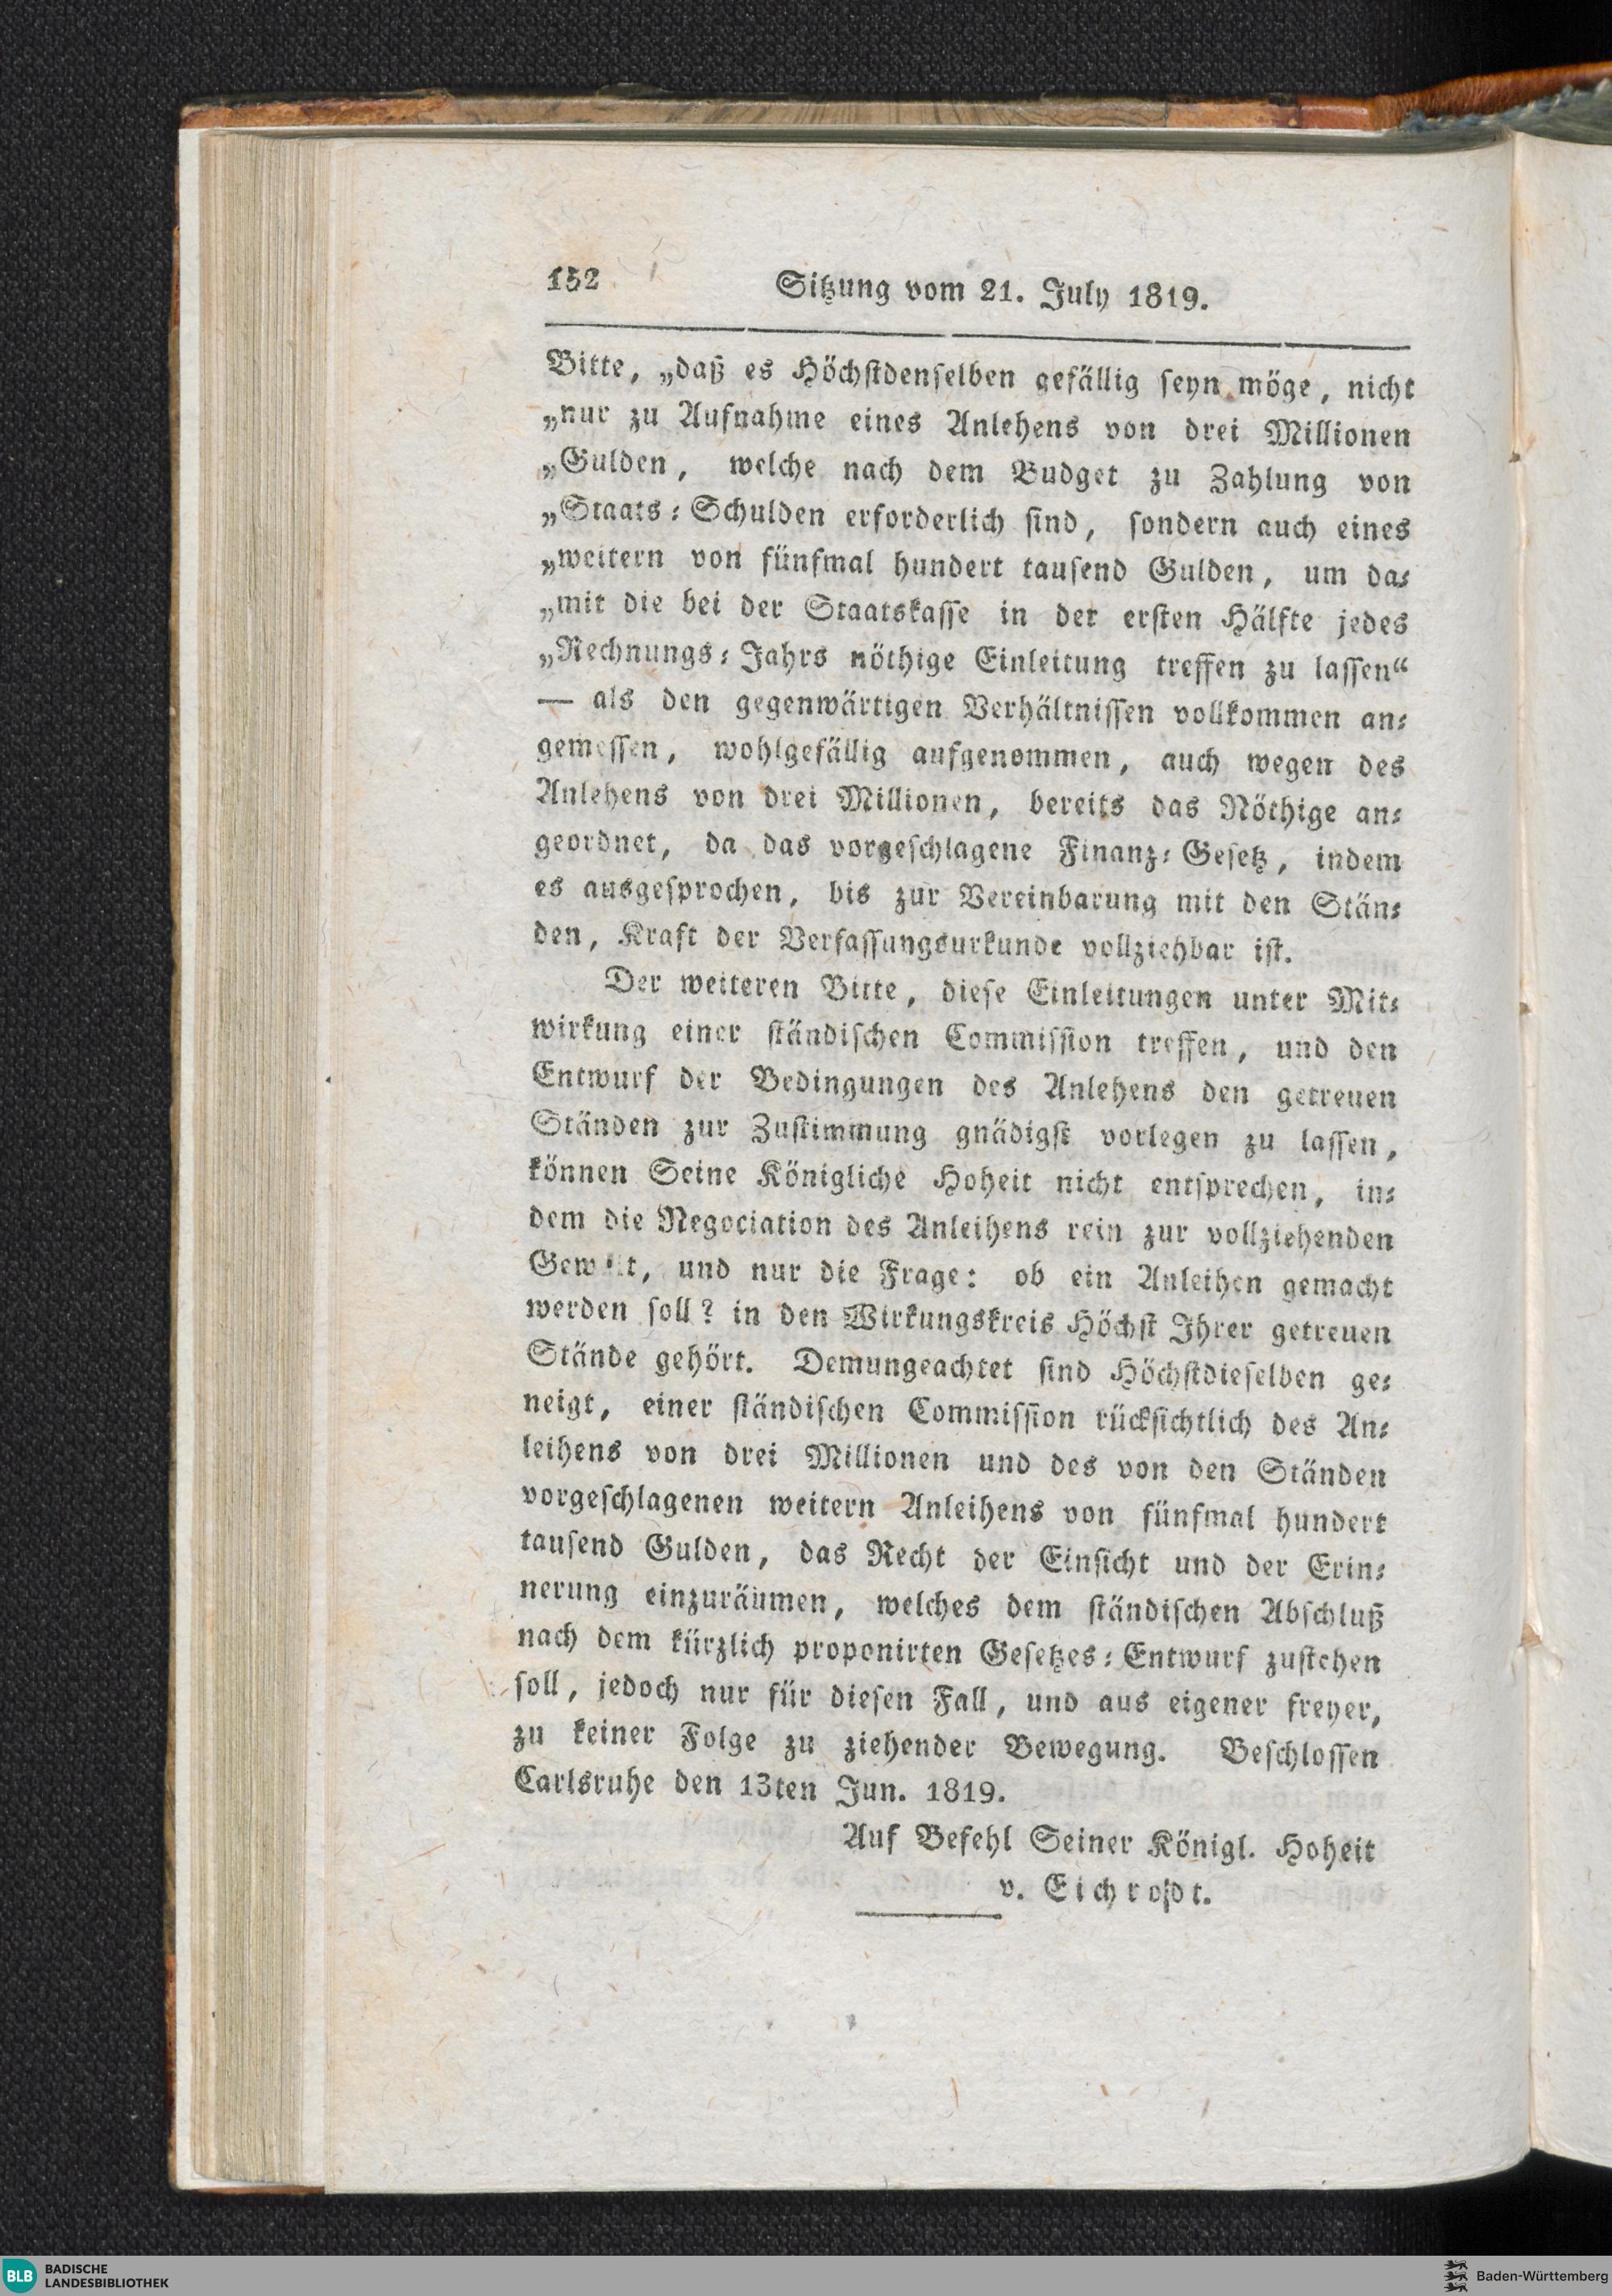 152 Sitzung vom 21. July 1819.
Bitte, „daß es Höchstdenselben gefällig seyn möge, nicht
„nur zu Aufnahme eines Anlehens von drei Millionen
„Gulden, welche nach dem Budget zu Zahlung von
„Staats-Schulden erforderlich sind, sondern auch eines
„weitern von fünfmal hundert tausend Gulden, um da-
„mit die bei der Staatskasse in der ersten Hälfte jedes
„Rechnungs-Jahrs nöthige Einleitung treffen zu lassen“
— als den gegenwärtigen Verhältnissen vollkommen an-
gemessen, wohlgefällig aufgenommen, auch wegen des
Anlehens von drei Millionen, bereits das Nöthige an-
geordnet, da das vorgeschlagene Finanz-Gesetz, indem
es ausgesprochen, bis zur Vereinbarung mit den Stän-
den, Kraft der Verfassungsurkunde vollziehbar ist.
Der weiteren Bitte, diese Einleitungen unter Mit-
wirkung einer ständischen Commission treffen, und den
Entwurf der Bedingungen des Anlehens den getreuen
Ständen zur Zustimmung gnädigst vorlegen zu lassen,
können Seine Königliche Hoheit nicht entsprechen, in-
dem die Negociation des Anleihens rein zur vollziehenden
Gewalt, und nur die Frage: ob ein Anleihen gemacht
werden soll? in den Wirkungskreis Höchst Ihrer getreuen
Stände gehört. Demungeachtet sind Höchstdieselben ge-
neigt, einer ständischen Commission rücksichtlich des An-
leihens von drei Millionen und des von den Ständen
vorgeschlagenen weitern Anleihens von fünfmal hundert
tausend Gulden, das Recht der Einsicht und der Erin-
nerung einzuräumen, welches dem ständischen Abschluß
nach dem kürzlich proponirten Gesetzes-Entwurf zustehen
soll, jedoch nur für diesen Fall, und aus eigener freyer,
zu keiner Folge zu ziehender Bewegung. Beschlossen
Carlsruhe den 13ten Jun. 1819.
Auf Befehl Seiner Königl. Hoheit
v. Eichrodt.
BLB BADISCHE
LANDESBIBLIOTHEK
Baden-Württemberg